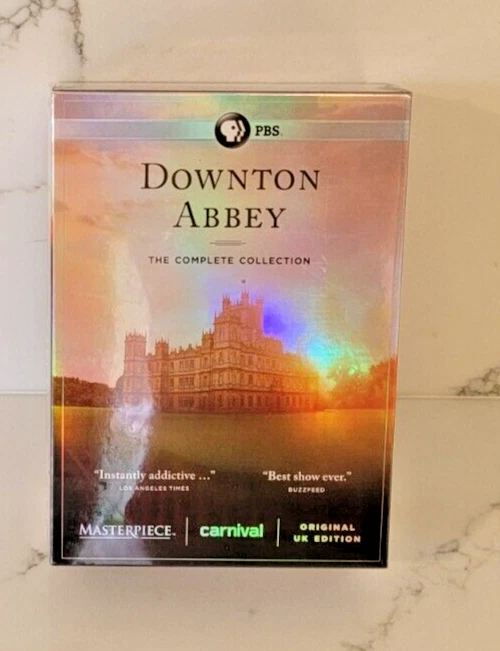 PBS
DOWNTON
ABBEY
THE COMPLETE COLLECTION
“Instantly addictive ...” “Best show ever.”
LOS ANGELES TIMES BUZZFEED
MASTERPIECE™ carnival ORIGINAL
UK EDITION